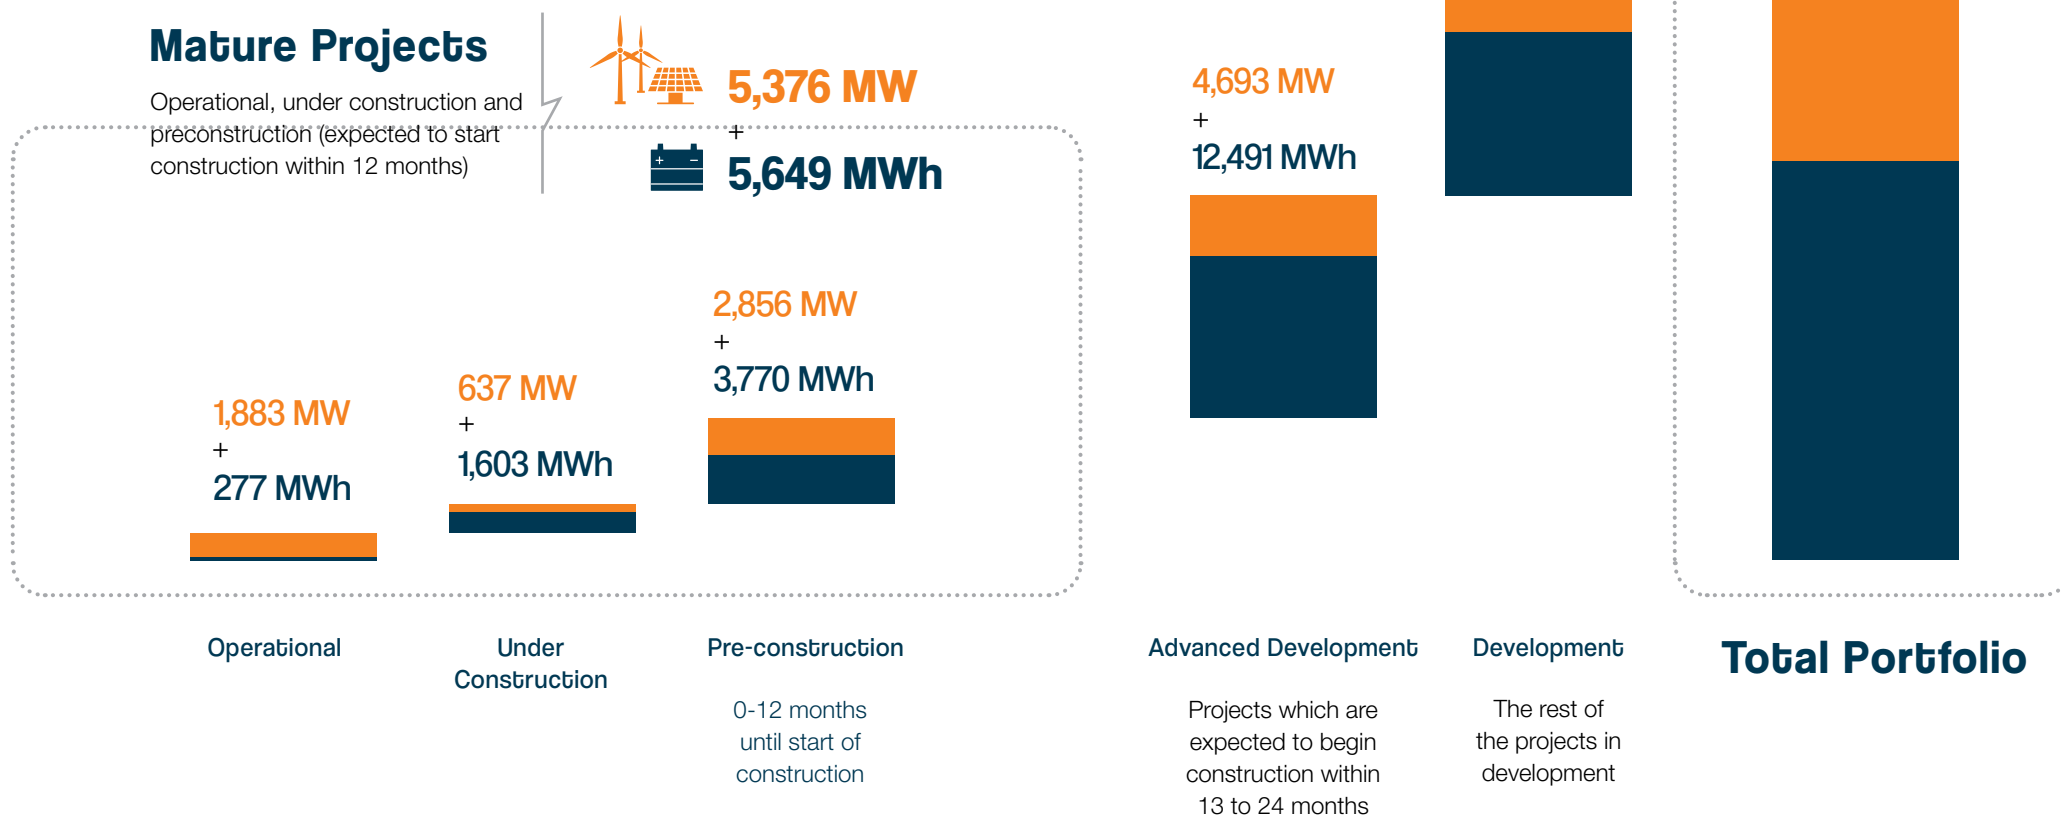 Mature Projects
Operational, under construction and
preconstruction (expected to start
construction within 12 months)
5,376 MW
+
5,649 MWh
1,883 MW
+
277 MWh
637 MW
+
1,603 MWh
2,856 MW
+
3,770 MWh
4,693 MW
+
12,491 MWh
Operational
Under
Construction
Pre-construction
0-12 months
until start of
construction
Advanced Development
Projects which are
expected to begin
construction within
13 to 24 months
Development
The rest of
the projects in
development
Total Portfolio